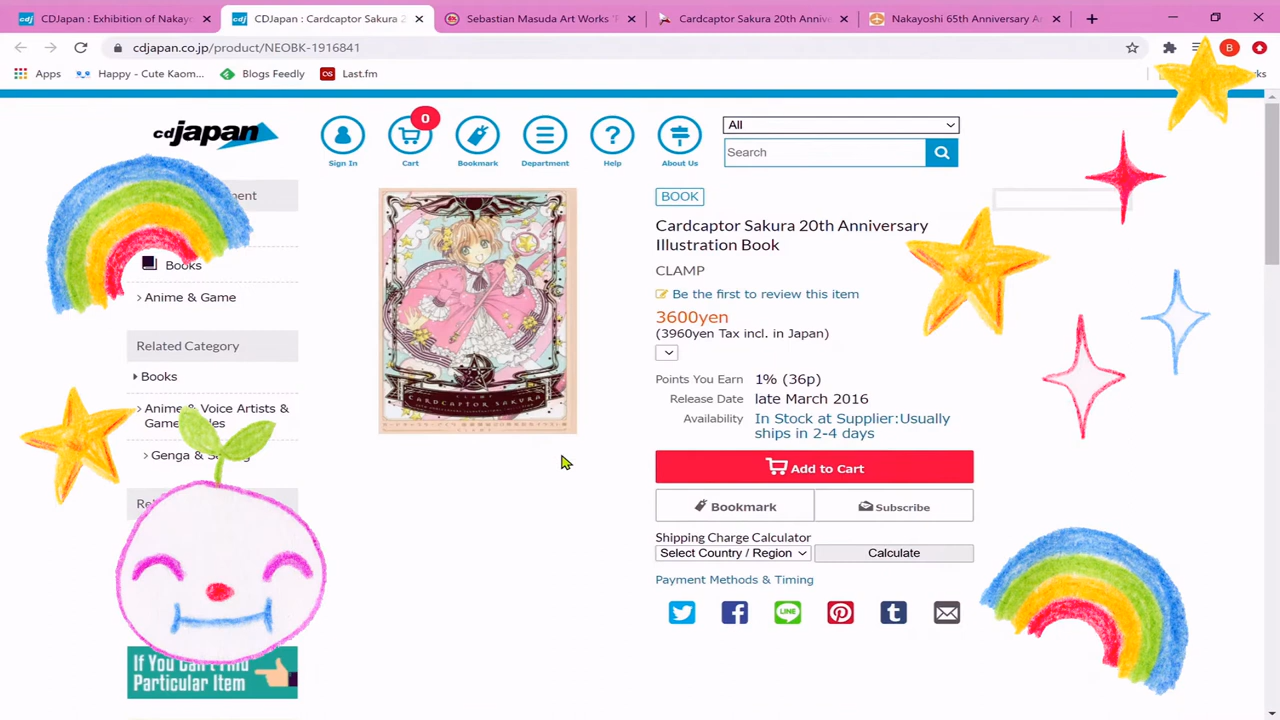 CDJapan : Exhibition of Nakayo
CDJapan : Cardcaptor Sakura 2
Sebastian Masuda Art Works "
Cardcaptor Sakura 20th Annive
Nakayoshi 65th Anniversary A
cdjapan.co.jp/product/NEOBK-1916841
B
Apps
Happy - Cute Kaom...
Blogs Feedly
Last.fm
cdjapan
0
Sign In
Cart
Bookmark
Department
Help
About Us
All
Search
Books
Anime & Game
Related Category
Books
Anime & Voice Artists &
Genga &
If You Can't Find
Particular Item
CARDCAPTOR SAKURA
BOOK
Cardcaptor Sakura 20th Anniversary
Illustration Book
CLAMP
Be the first to review this item
3600yen
(3960yen Tax incl. in Japan)
Points You Earn 1% (36p)
Release Date late March 2016
Availability In Stock at Supplier:Usually
ships in 2-4 days
Add to Cart
Bookmark
Subscribe
Shipping Charge Calculator
Select Country / Region
Calculate
Payment Methods & Timing
LINE